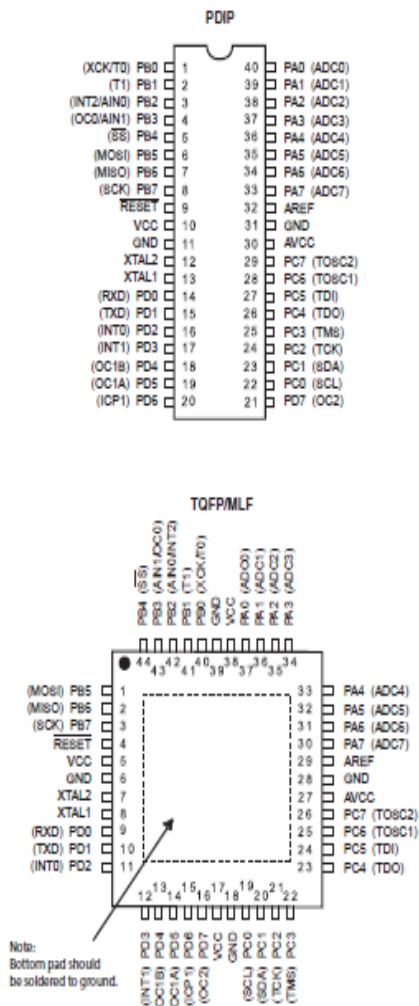 PDIP
(XCK/T0) PB0 1 40 PA0 (ADC0)
(T1) PB1 2 39 PA1 (ADC1)
(INT2/AIN0) PB2 3 38 PA2 (ADC2)
(OC0/AIN1) PB3 4 37 PA3 (ADC3)
(SS) PB4 5 36 PA4 (ADC4)
(MOSI) PB5 6 35 PA5 (ADC5)
(MISO) PB6 7 34 PA6 (ADC6)
(SCK) PB7 8 33 PA7 (ADC7)
RESET 9 32 AREF
VCC 10 31 GND
GND 11 30 AVCC
XTAL2 12 29 PC7 (TOSC2)
XTAL1 13 28 PC6 (TOSC1)
(RXD) PD0 14 27 PC5 (TDI)
(TXD) PD1 15 26 PC4 (TDO)
(INT0) PD2 16 25 PC3 (TMS)
(INT1) PD3 17 24 PC2 (TCK)
(OC1B) PD4 18 23 PC1 (SDA)
(OC1A) PD5 19 22 PC0 (SCL)
(ICP1) PD6 20 21 PD7 (OC2)
TQFP/MLF
PB4 (SS)
PB3 (AIN1/OC0)
PB2 (AIN0/INT2)
PB1 (T1)
PB0 (XCK/T0)
GND
VCC
PA0 (ADC0)
PA1 (ADC1)
PA2 (ADC2)
PA3 (ADC3)
44 43 42 41 40 39 38 37 36 35 34
(MOSI) PB5 1 33 PA4 (ADC4)
(MISO) PB6 2 32 PA5 (ADC5)
(SCK) PB7 3 31 PA6 (ADC6)
RESET 4 30 PA7 (ADC7)
VCC 5 29 AREF
GND 6 28 GND
XTAL2 7 27 AVCC
XTAL1 8 26 PC7 (TOSC2)
(RXD) PD0 9 25 PC6 (TOSC1)
(TXD) PD1 10 24 PC5 (TDI)
(INT0) PD2 11 23 PC4 (TDO)
12 13 14 15 16 17 18 19 20 21 22
(INT1) PD3
OC1B) PD4
OC1A) PD5
(ICP1) PD6
(OC2) PD7
VCC
GND
(SCL) PC0
(SDA) PC1
(TCK) PC2
(TMS) PC3
Note:
Bottom pad should
be soldered to ground.